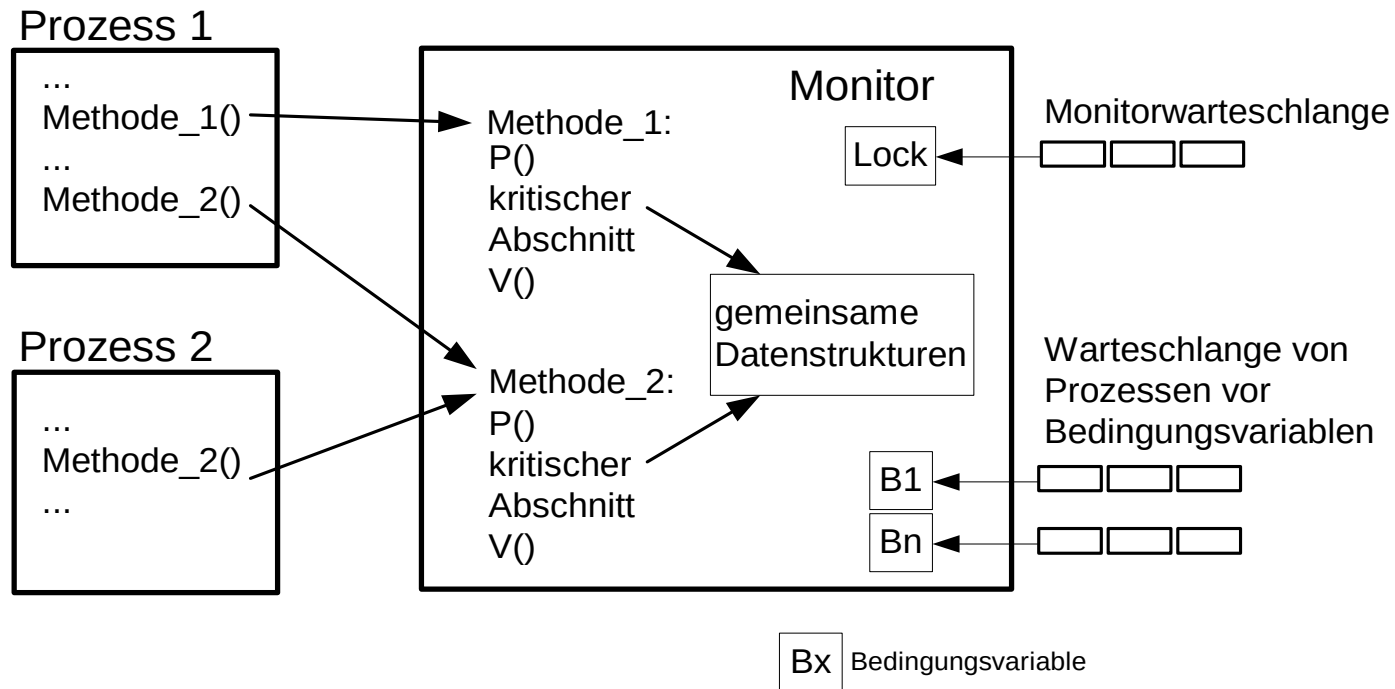 Prozess 1
...
Methode_1()
...
Methode_2()
Prozess 2
...
Methode_2()
...
Monitor
Methode_1:
P()
kritischer
Abschnitt
V()
Methode_2:
P()
kritischer
Abschnitt
V()
gemeinsame
Datenstrukturen
Lock
B1
Bn
Monitorwarteschlange
Warteschlange von
Prozessen vor
Bedingungsvariablen
Bx Bedingungsvariable